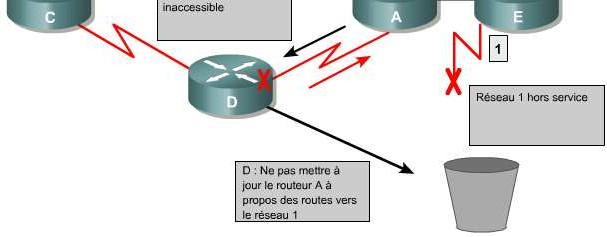 inaccessible
C
A
E
1
D
Réseau 1 hors service
D : Ne pas mettre à
jour le routeur A à
propos des routes vers
le réseau 1